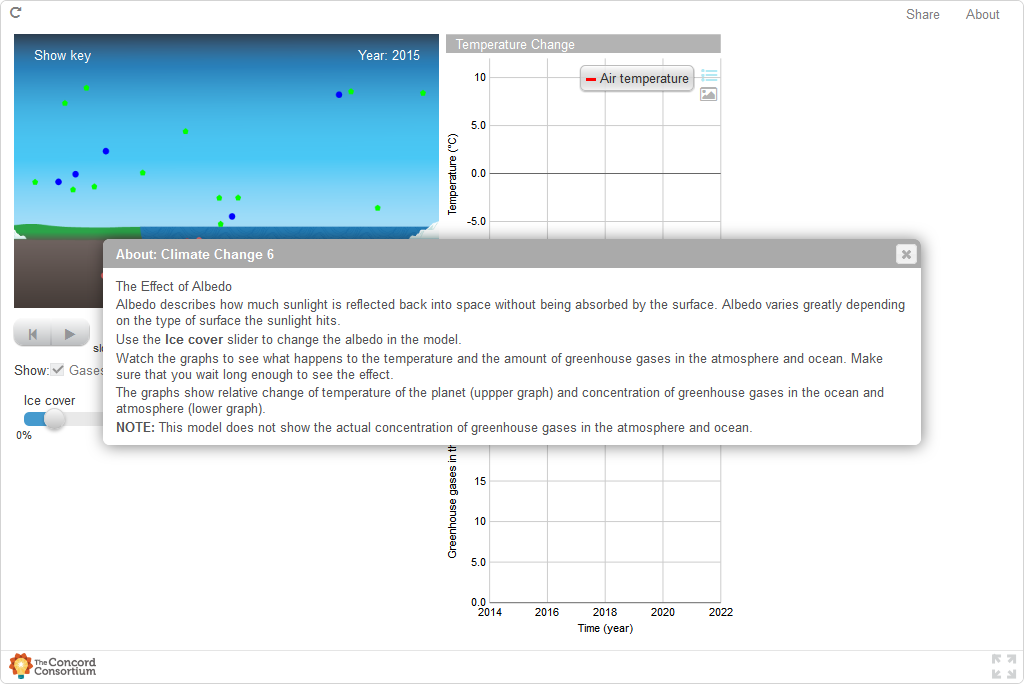 Share
About
Show key
Year: 2015
Temperature Change
Air temperature
10
5.0
0.0
-5.0
Temperature (°C)
About: Climate Change 6
The Effect of Albedo
Albedo describes how much sunlight is reflected back into space without being absorbed by the surface. Albedo varies greatly depending
on the type of surface the sunlight hits.
Use the Ice cover slider to change the albedo in the model.
Watch the graphs to see what happens to the temperature and the amount of greenhouse gases in the atmosphere and ocean. Make
sure that you wait long enough to see the effect.
The graphs show relative change of temperature of the planet (uppper graph) and concentration of greenhouse gases in the ocean and
atmosphere (lower graph).
NOTE: This model does not show the actual concentration of greenhouse gases in the atmosphere and ocean.
Show:
Gases
Ice cover
0%
Greenhouse gases in
15
10
5.0
0.0
2014
2016
2018
2020
2022
Time (year)
The Concord
Consortium